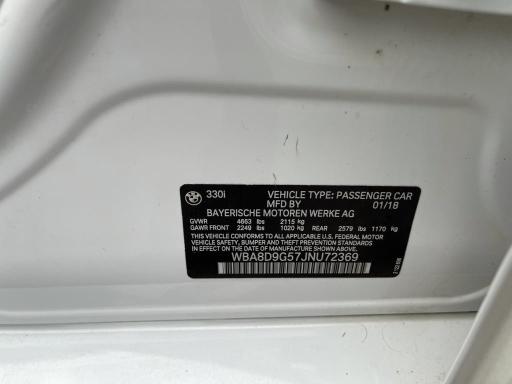 330i VEHICLE TYPE: PASSENGER CAR
MFD BY 01/18
BAYERISCHE MOTOREN WERKE AG
GVWR 4663 lbs 2115 kg
GAWR FRONT 2249 lbs 1020 kg REAR 2579 lbs 1170 kg
THIS VEHICLE CONFORMS TO ALL APPLICABLE U.S. FEDERAL MOTOR
VEHICLE SAFETY, BUMPER, AND THEFT PREVENTION STANDARDS
IN EFFECT ON THE DATE OF MANUFACTURE SHOWN ABOVE.
WBA8D9G57JNU72369